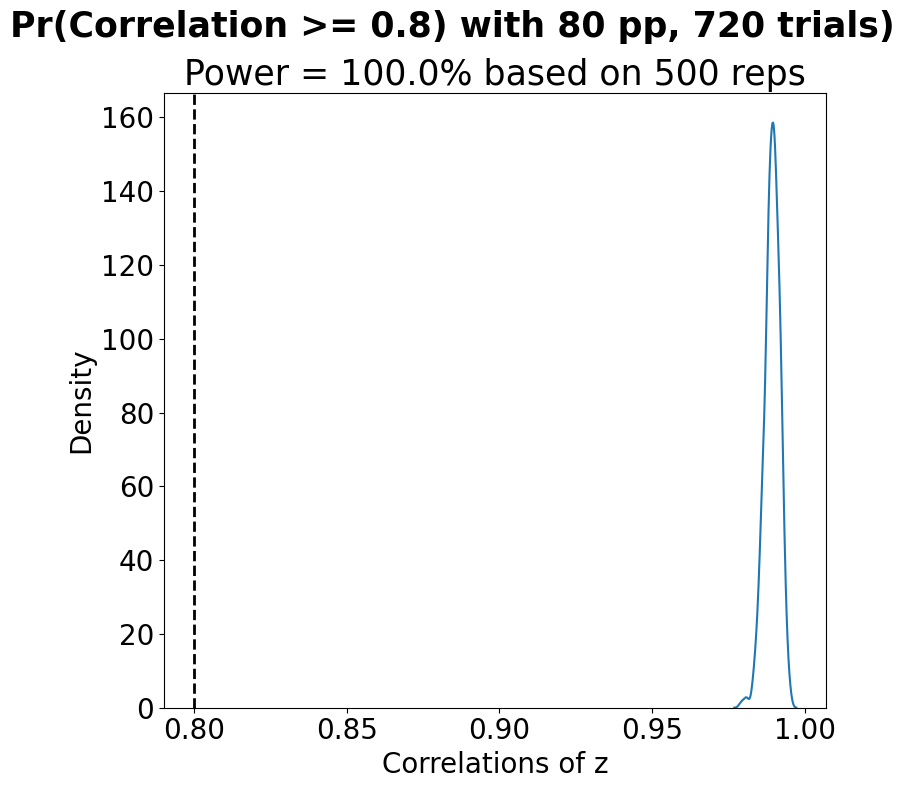 Pr(Correlation >= 0.8) with 80 pp, 720 trials)
Power = 100.0% based on 500 reps
160
140
120
100
80
60
40
20
0
Density
0.80 0.85 0.90 0.95 1.00
Correlations of z